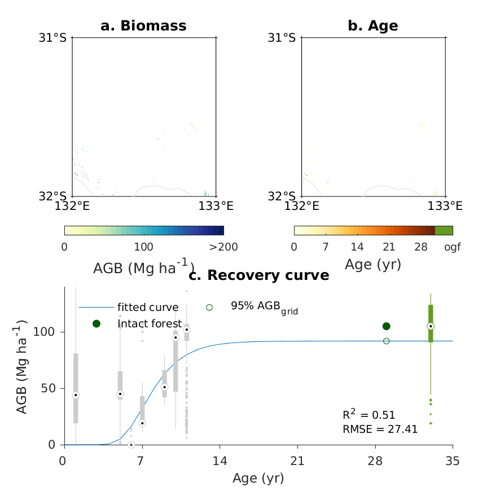 a. Biomass
b. Age
31°S
31°S
32°S
32°S
132°E
133°E
132°E
133°E
0
100
>200
0
7
14
21
28
ogf
AGB (Mg ha-1)
Age (yr)
c. Recovery curve
fitted curve
95% AGBgrid
Intact forest
AGB (Mg ha-1)
100
50
0
R2 = 0.51
RMSE = 27.41
0
7
14
21
28
35
Age (yr)